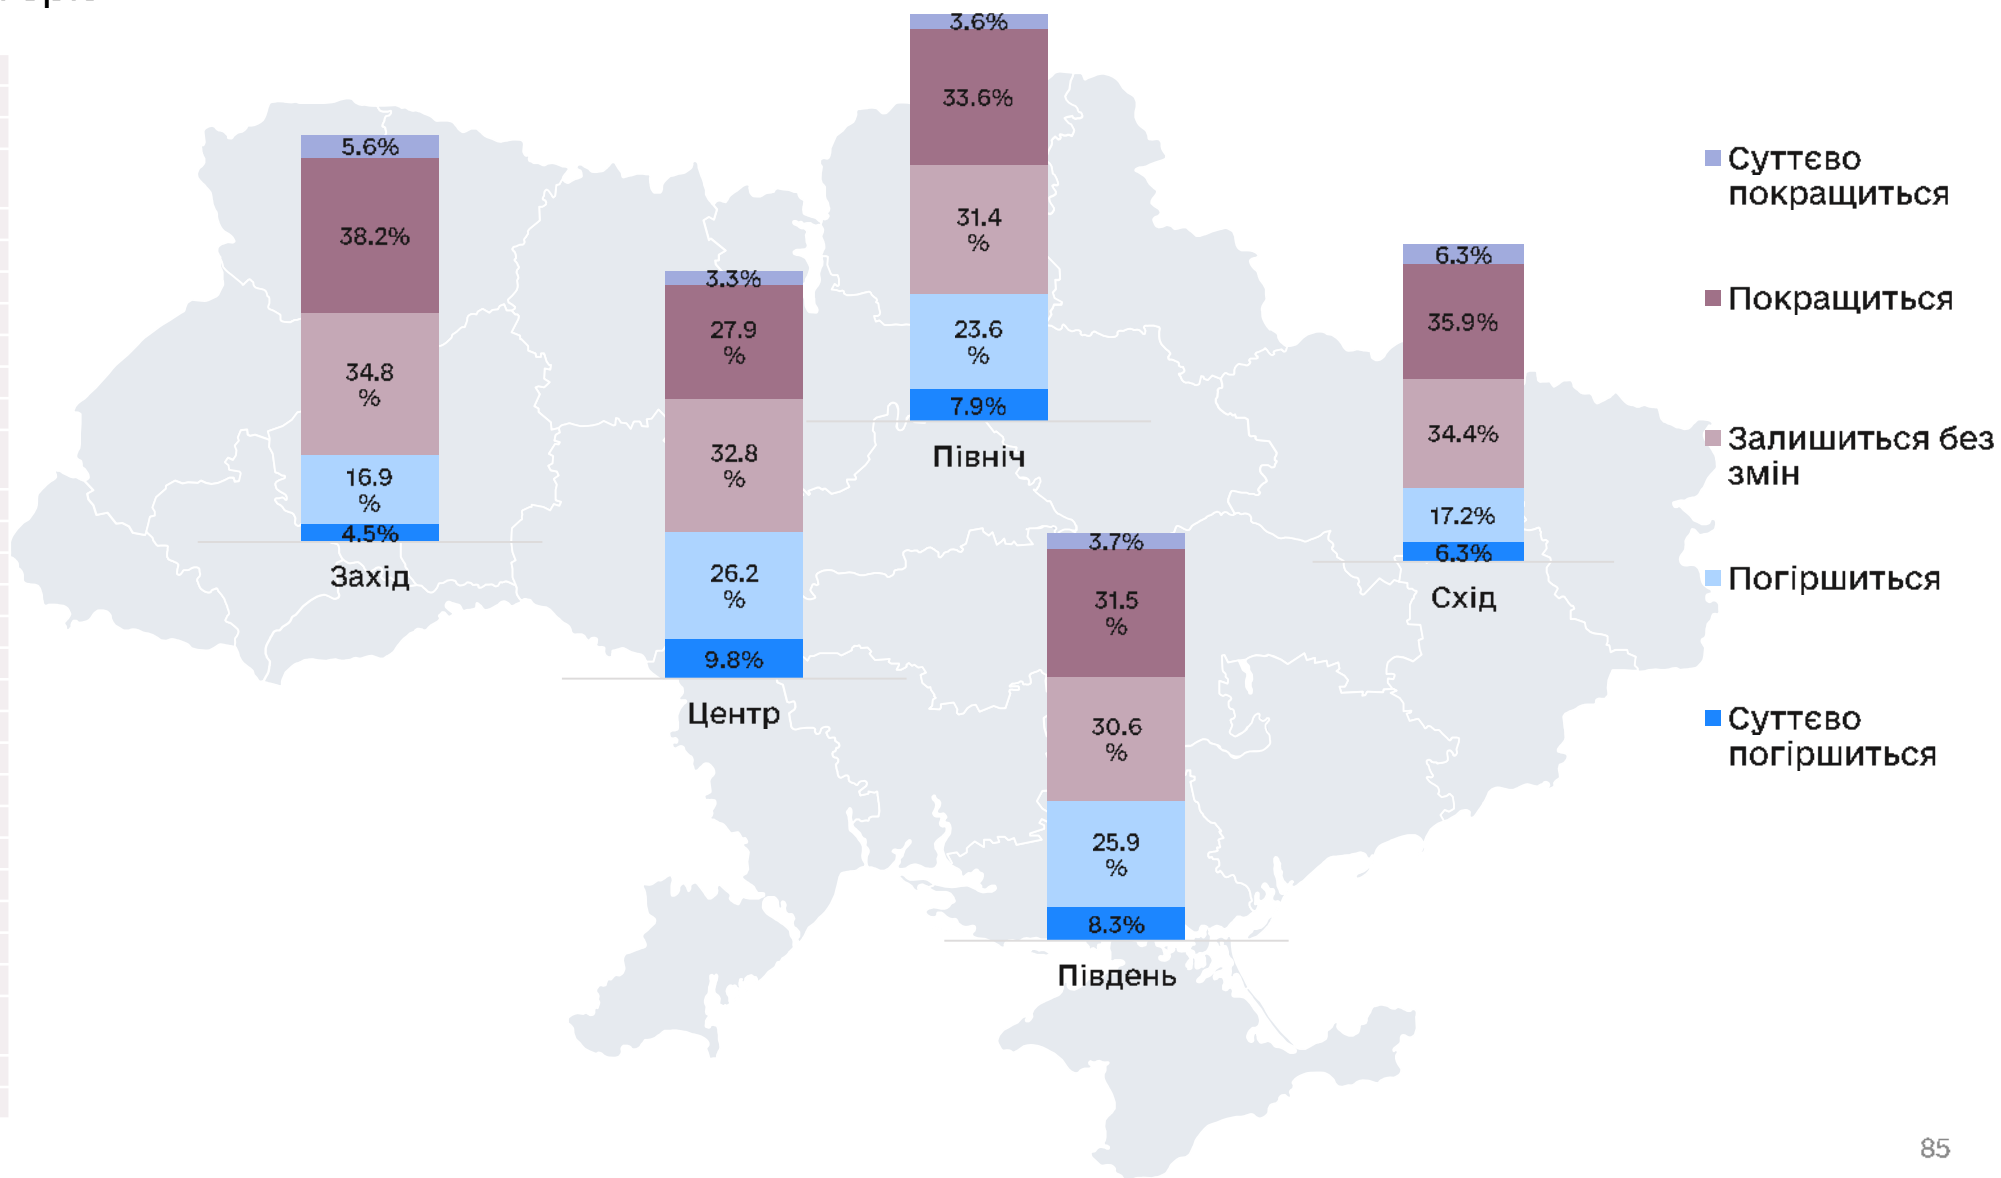 3.6%
33.6%
31.4
%
23.6
%
7.9%
Північ
5.6%
38.2%
34.8
%
16.9
%
4.5%
Захід
3.3%
27.9
%
32.8
%
26.2
%
9.8%
Центр
6.3%
35.9%
34.4%
17.2%
6.3%
Схід
3.7%
31.5
%
30.6
%
25.9
%
8.3%
Південь
Суттєво
покращиться
Покращиться
Залишиться без
змін
Погіршиться
Суттєво
погіршиться
85